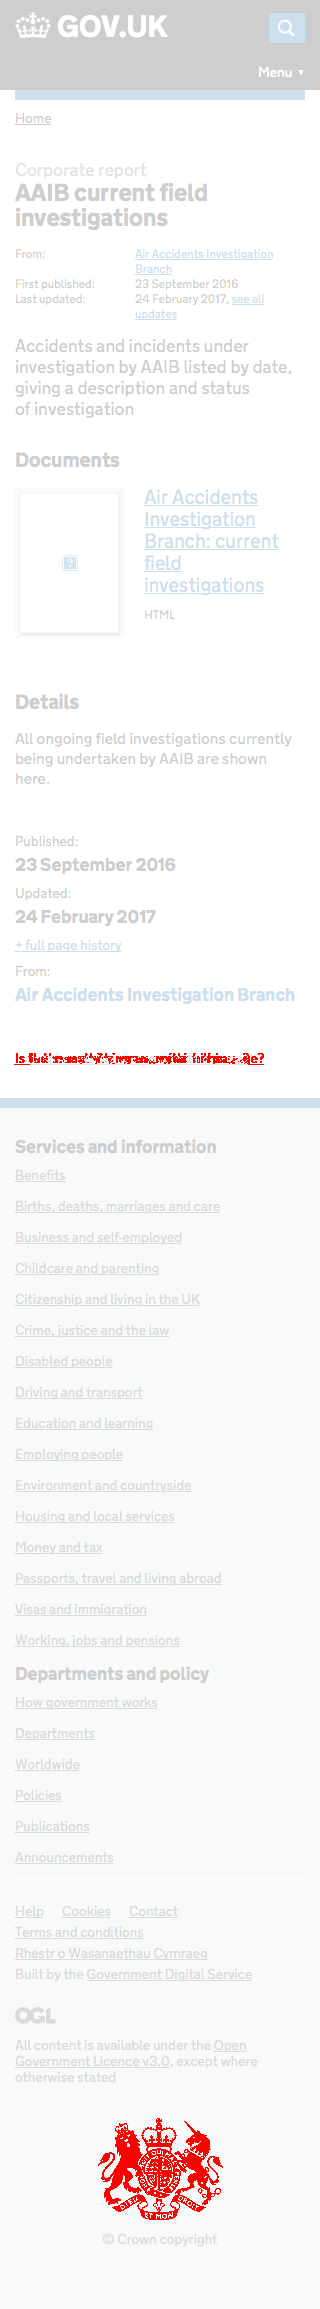 GOV.UK
Menu ▼
Home
Corporate report
AAIB current field
investigations
From: Air Accidents Investigation
Branch
First published: 23 September 2016
Last updated: 24 February 2017, see all
updates
Accidents and incidents under
investigation by AAIB listed by date,
giving a description and status
of investigation
Documents
Air Accidents
Investigation
Branch: current
field
investigations
HTML
Details
All ongoing field investigations currently
being undertaken by AAIB are shown
here.
Published:
23 September 2016
Updated:
24 February 2017
+ full page history
From:
Air Accidents Investigation Branch
Services and information
Benefits
Births, deaths, marriages and care
Business and self-employed
Childcare and parenting
Citizenship and living in the UK
Crime, justice and the law
Disabled people
Driving and transport
Education and learning
Employing people
Environment and countryside
Housing and local services
Money and tax
Passports, travel and living abroad
Visas and immigration
Working, jobs and pensions
Departments and policy
How government works
Departments
Worldwide
Policies
Publications
Announcements
Help Cookies Contact
Terms and conditions
Rhestr o Wasanaethau Cymraeg
Built by the Government Digital Service
OGL
All content is available under the Open
Government Licence v3.0, except where
otherwise stated
© Crown copyright